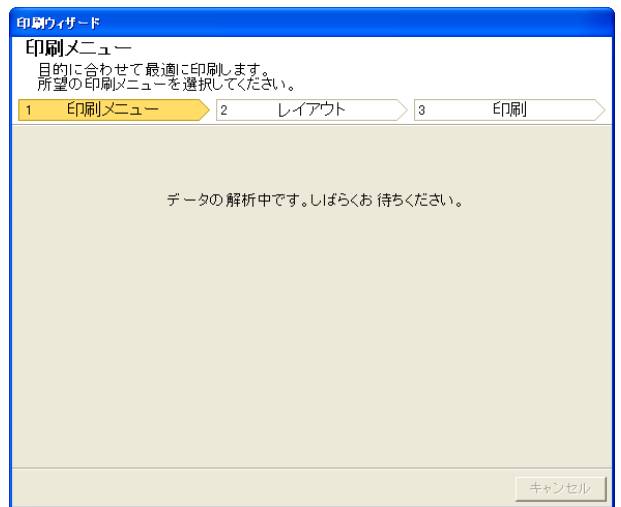 印刷ウィザード
印刷メニュー
目的に合わせて最適に印刷します。
所望の印刷メニューを選択してください。
1 印刷メニュー 2 レイアウト 3 印刷
データの解析中です。しばらくお待ちください。
キャンセル